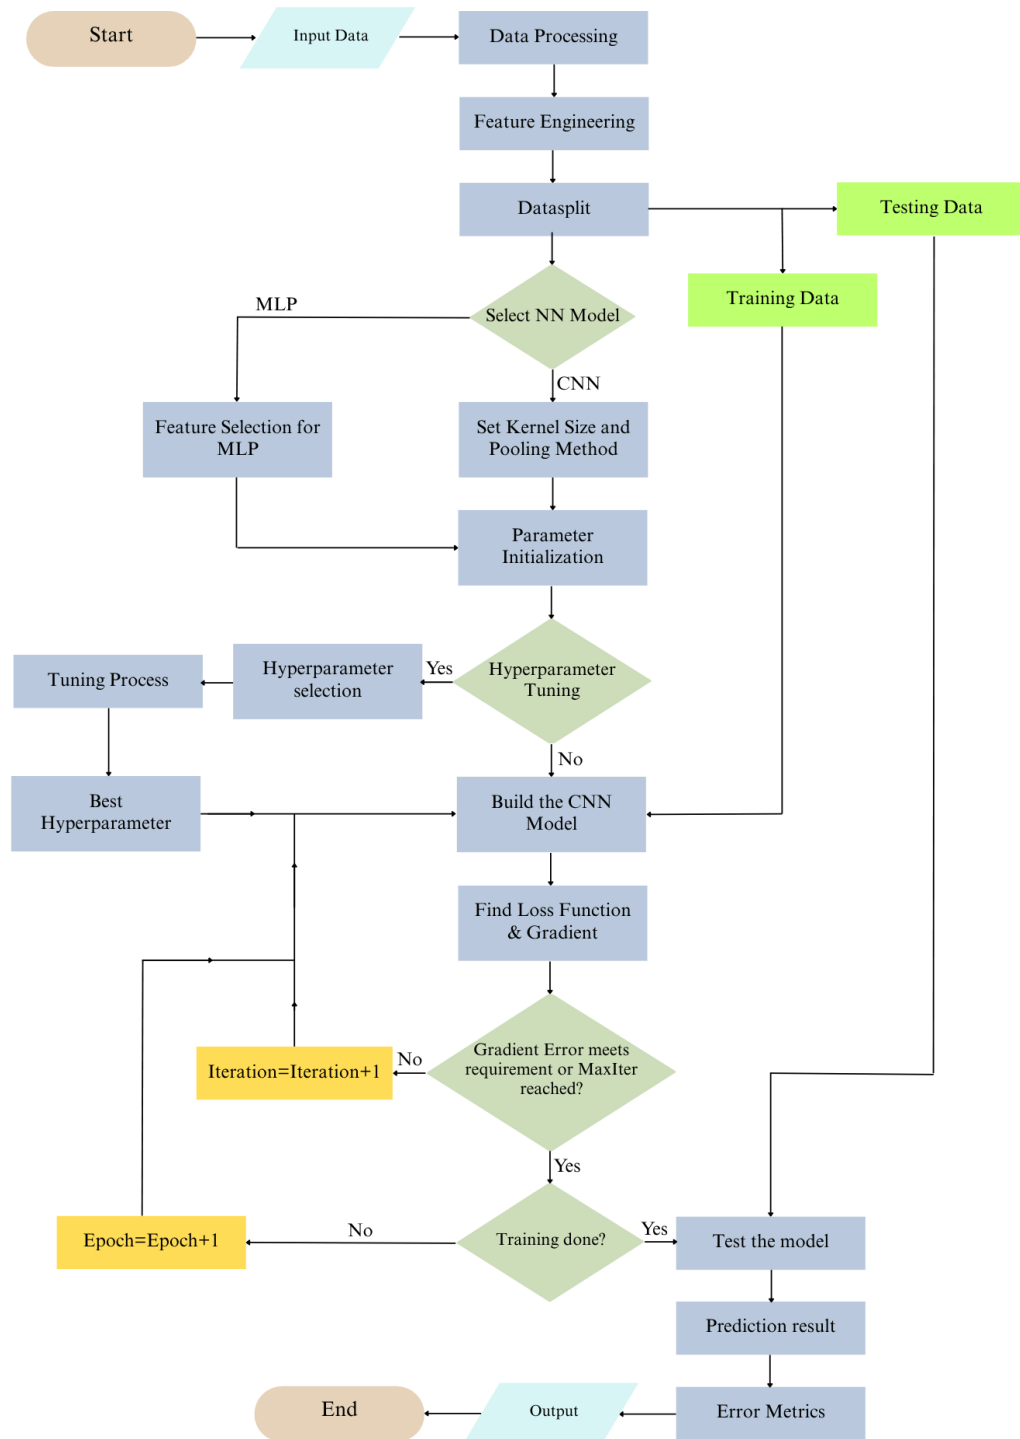 Start
Input Data
Data Processing
Feature Engineering
Datasplit
Testing Data
Training Data
MLP
Select NN Model
CNN
Feature Selection for
MLP
Set Kernel Size and
Pooling Method
Parameter
Initialization
Tuning Process
Hyperparameter
selection
Yes
Hyperparameter
Tuning
No
Best
Hyperparameter
Build the CNN
Model
Find Loss Function
& Gradient
Iteration=Iteration+1
No
Gradient Error meets
requirement or MaxIter
reached?
Yes
Epoch=Epoch+1
No
Training done?
Yes
Test the model
Prediction result
End
Output
Error Metrics